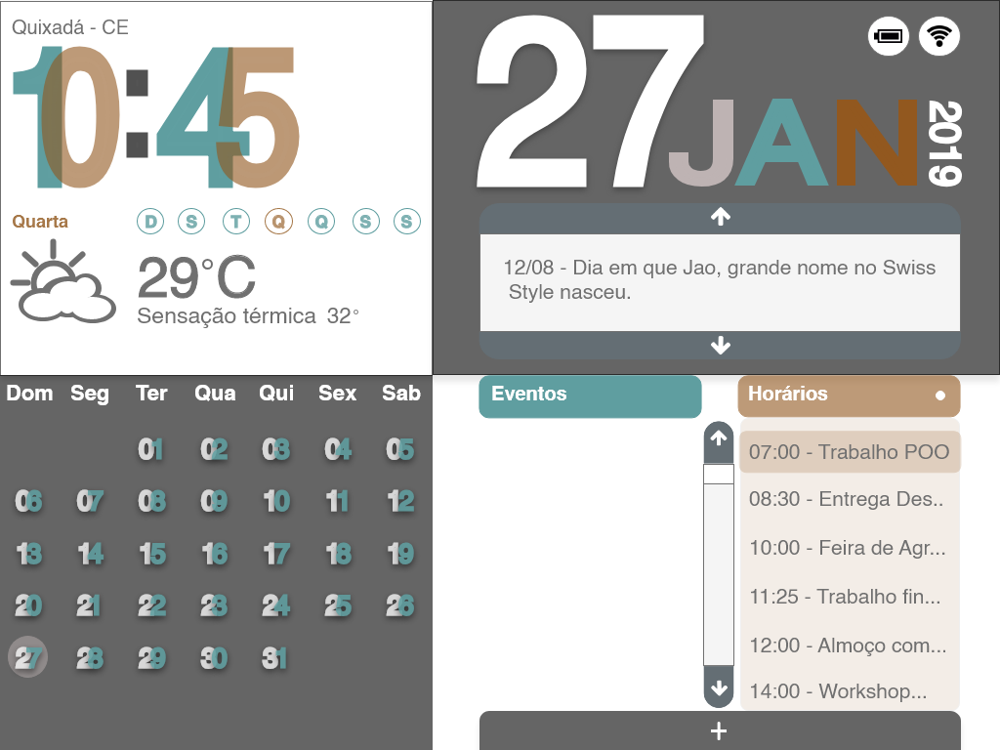 Quixadá - CE
10:45
Quarta
D S T Q Q S S
29°C
Sensação térmica 32°
27 JAN 2019
12/08 - Dia em que Jao, grande nome no Swiss
Style nasceu.
Dom Seg Ter Qua Qui Sex Sab
01 02 03 04 05
06 07 08 09 10 11 12
13 14 15 16 17 18 19
20 21 22 23 24 25 26
27 28 29 30 31
Eventos
Horários
07:00 - Trabalho POO
08:30 - Entrega Des..
10:00 - Feira de Agr...
11:25 - Trabalho fin...
12:00 - Almoço com...
14:00 - Workshop...
+